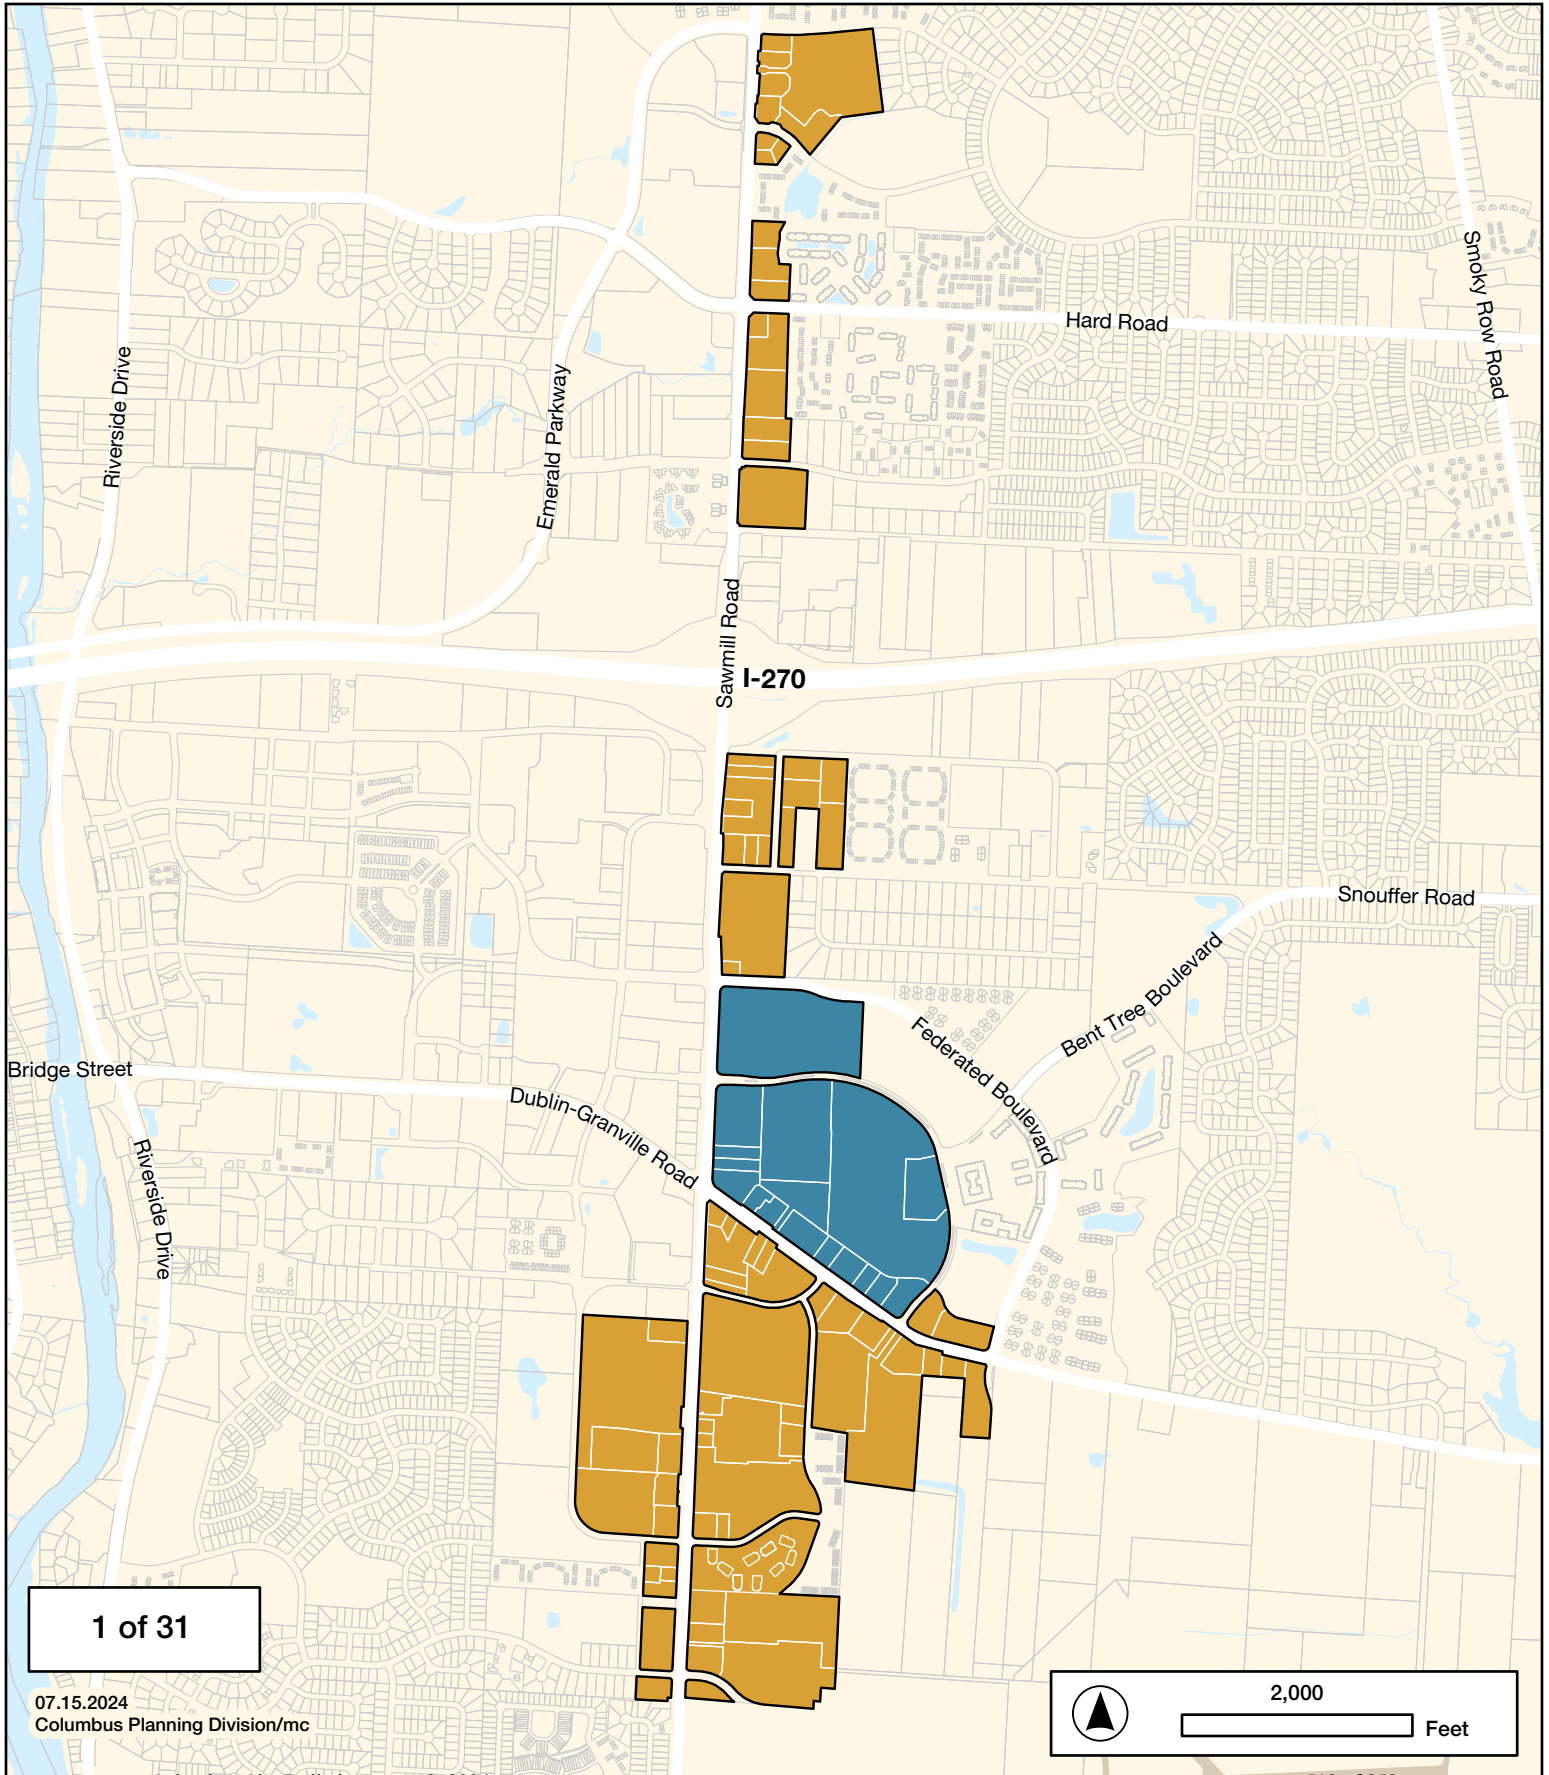 Smoky Row Road
Hard Road
Riverside Drive
Emerald Parkway
Sawmill Road
I-270
Snouffer Road
Bent Tree Boulevard
Federated Boulevard
Bridge Street
Dublin-Granville Road
Riverside Drive
1 of 31
07.15.2024
Columbus Planning Division/mc
2,000
Feet